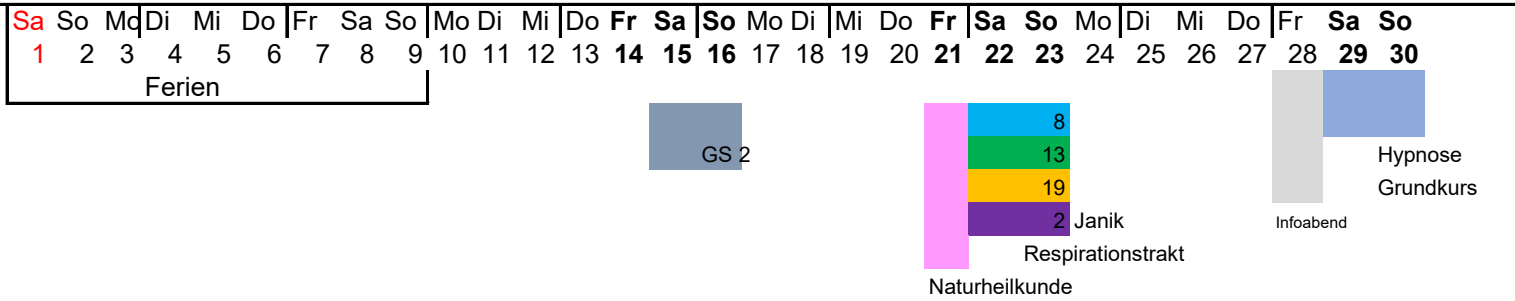 Sa So Mo Di Mi Do Fr Sa So Mo Di Mi Do Fr Sa So Mo Di Mi Do Fr Sa So Mo Di Mi Do Fr Sa So
1 2 3 4 5 6 7 8 9 10 11 12 13 14 15 16 17 18 19 20 21 22 23 24 25 26 27 28 29 30
Ferien
8
GS 2 13 Hypnose
19 Grundkurs
2 Janik Infoabend
Respirationstrakt
Naturheilkunde